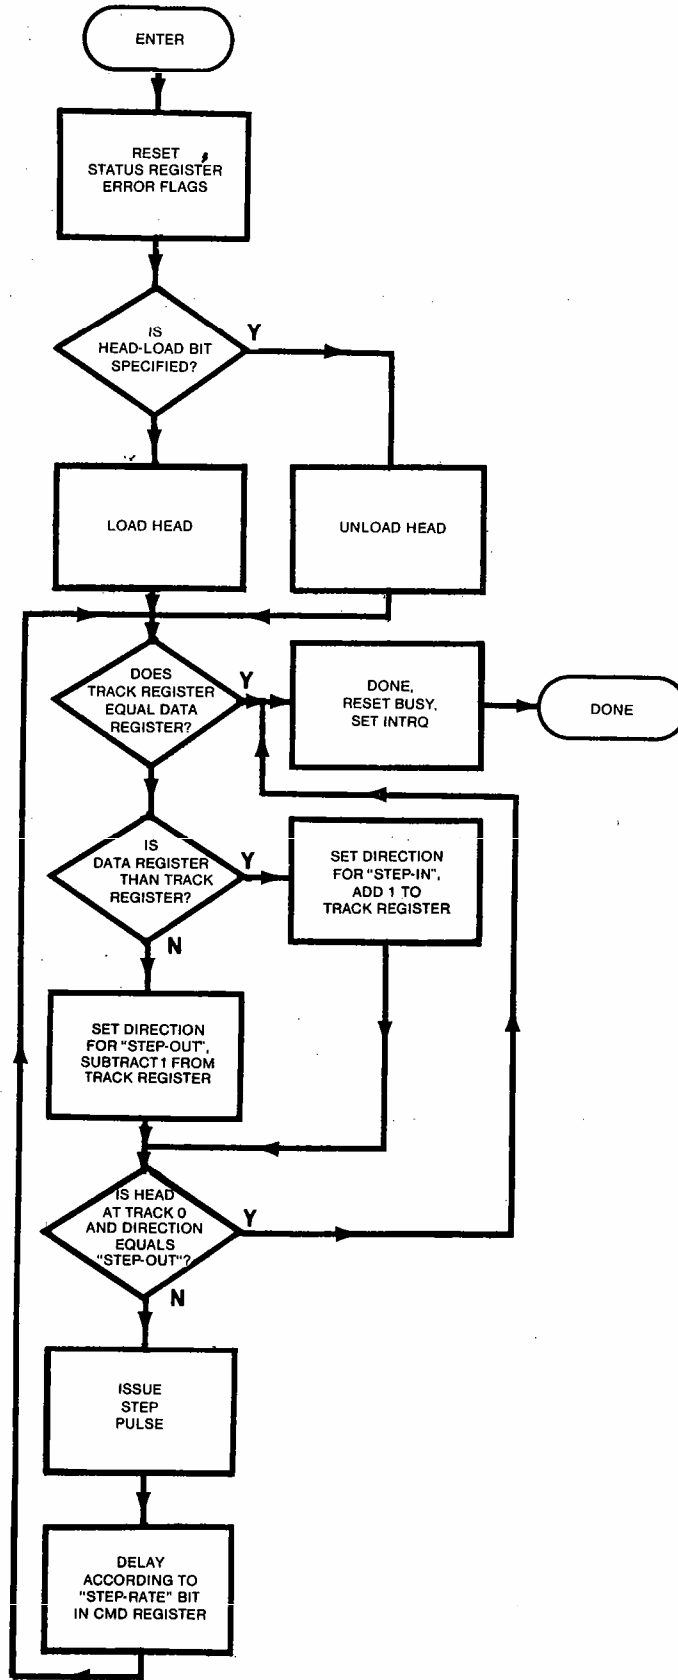 ENTER
RESET
STATUS REGISTER
ERROR FLAGS
IS
HEAD-LOAD BIT
SPECIFIED?
Y
LOAD HEAD
UNLOAD HEAD
DOES
TRACK REGISTER
EQUAL DATA
REGISTER?
Y
DONE,
RESET BUSY,
SET INTRQ
DONE
IS
DATA REGISTER
THAN TRACK
REGISTER?
Y
N
SET DIRECTION
FOR "STEP-IN",
ADD 1 TO
TRACK REGISTER
SET DIRECTION
FOR "STEP-OUT",
SUBTRACT 1 FROM
TRACK REGISTER
IS HEAD
AT TRACK 0
AND DIRECTION
EQUALS
"STEP-OUT"?
Y
N
ISSUE
STEP
PULSE
DELAY
ACCORDING TO
"STEP-RATE" BIT
IN CMD REGISTER